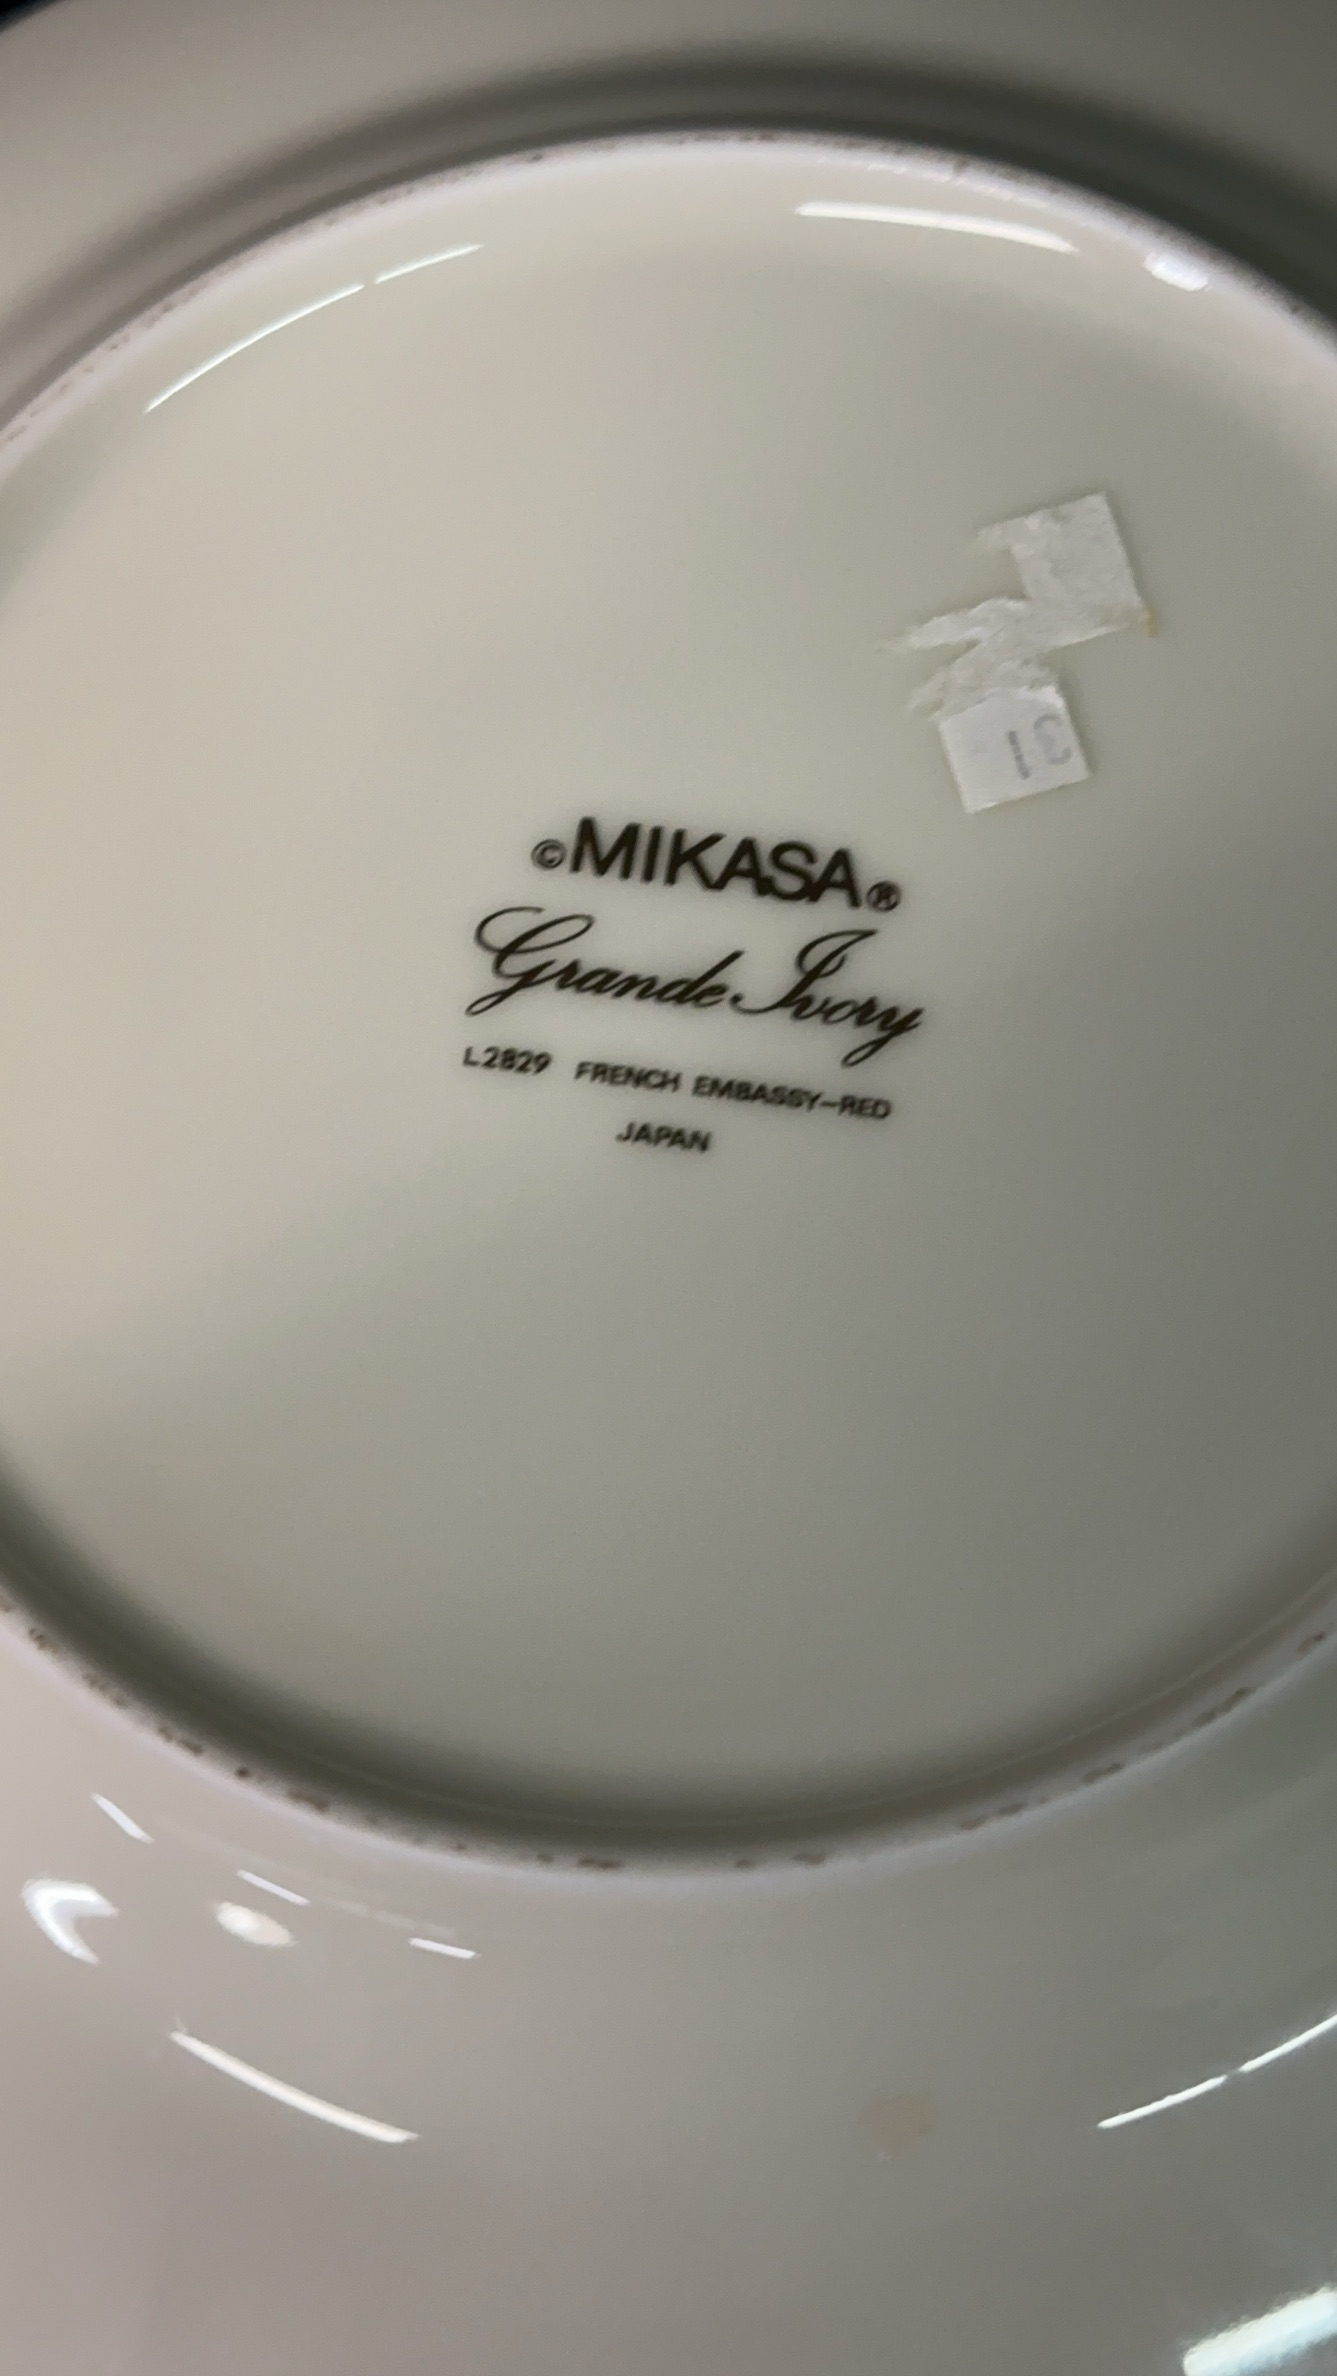 ©MIKASA®
Grande Ivory
L2829 FRENCH EMBASSY-RED
JAPAN